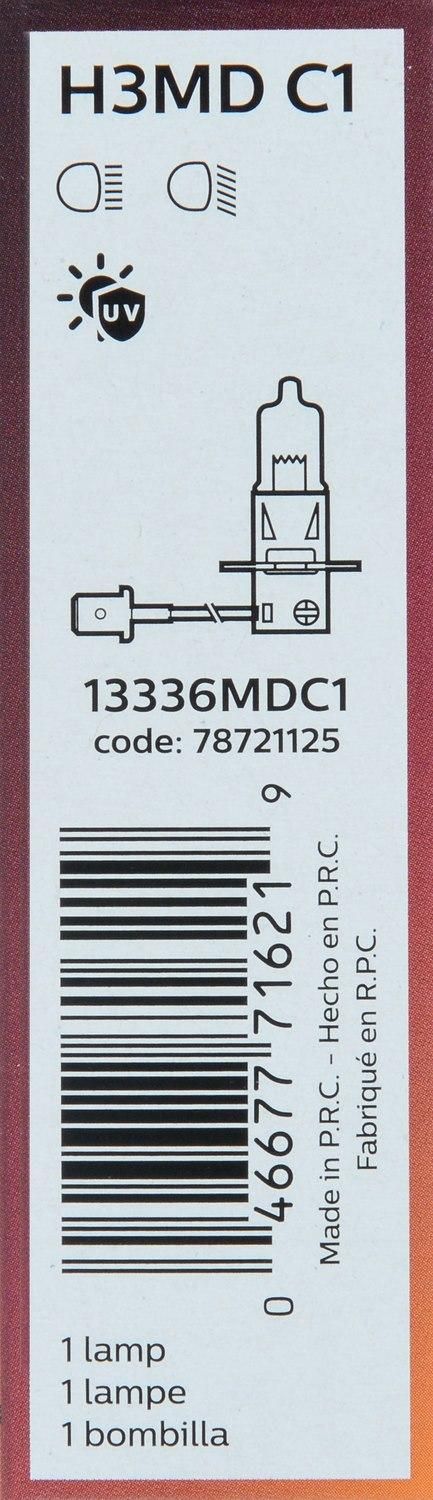 H3MD C1
UV
13336MDC1
code: 78721125
0 46677 71621 9
Made in P.R.C. - Hecho en P.R.C.
Fabriqué en R.P.C.
1 lamp
1 lampe
1 bombilla